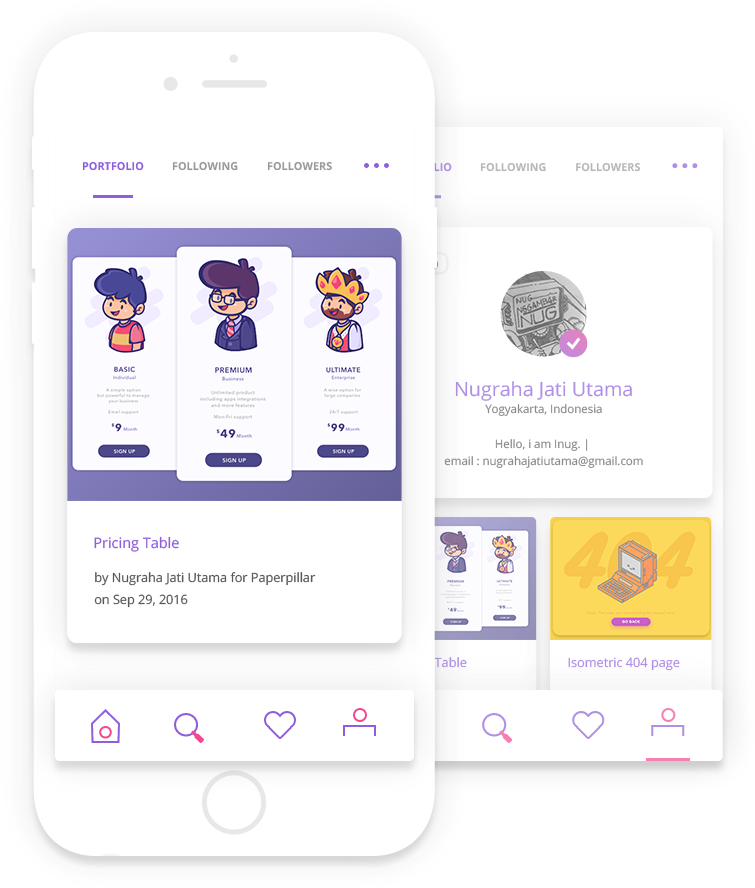 PORTFOLIO
FOLLOWING
FOLLOWERS
BASIC
Individual
A simple option
but powerful to manage
your business
Email support
$9/Month
SIGN UP
PREMIUM
Business
Unlimited product
including apps integrations
and more features
Mon-Fri support
$49/Month
SIGN UP
ULTIMATE
Enterprise
A wise option for
large companies
24/7 support
$99/Month
SIGN UP
Pricing Table
by Nugraha Jati Utama for Paperpillar
on Sep 29, 2016
LIO
FOLLOWING
FOLLOWERS
NUG
NGGAMBAR
NUG
Nugraha Jati Utama
Yogyakarta, Indonesia
Hello, i am Inug. |
email : nugrahajatiutama@gmail.com
PREMIUM
$49
ULTIMATE
$99
Table
404
GO BACK
Isometric 404 page